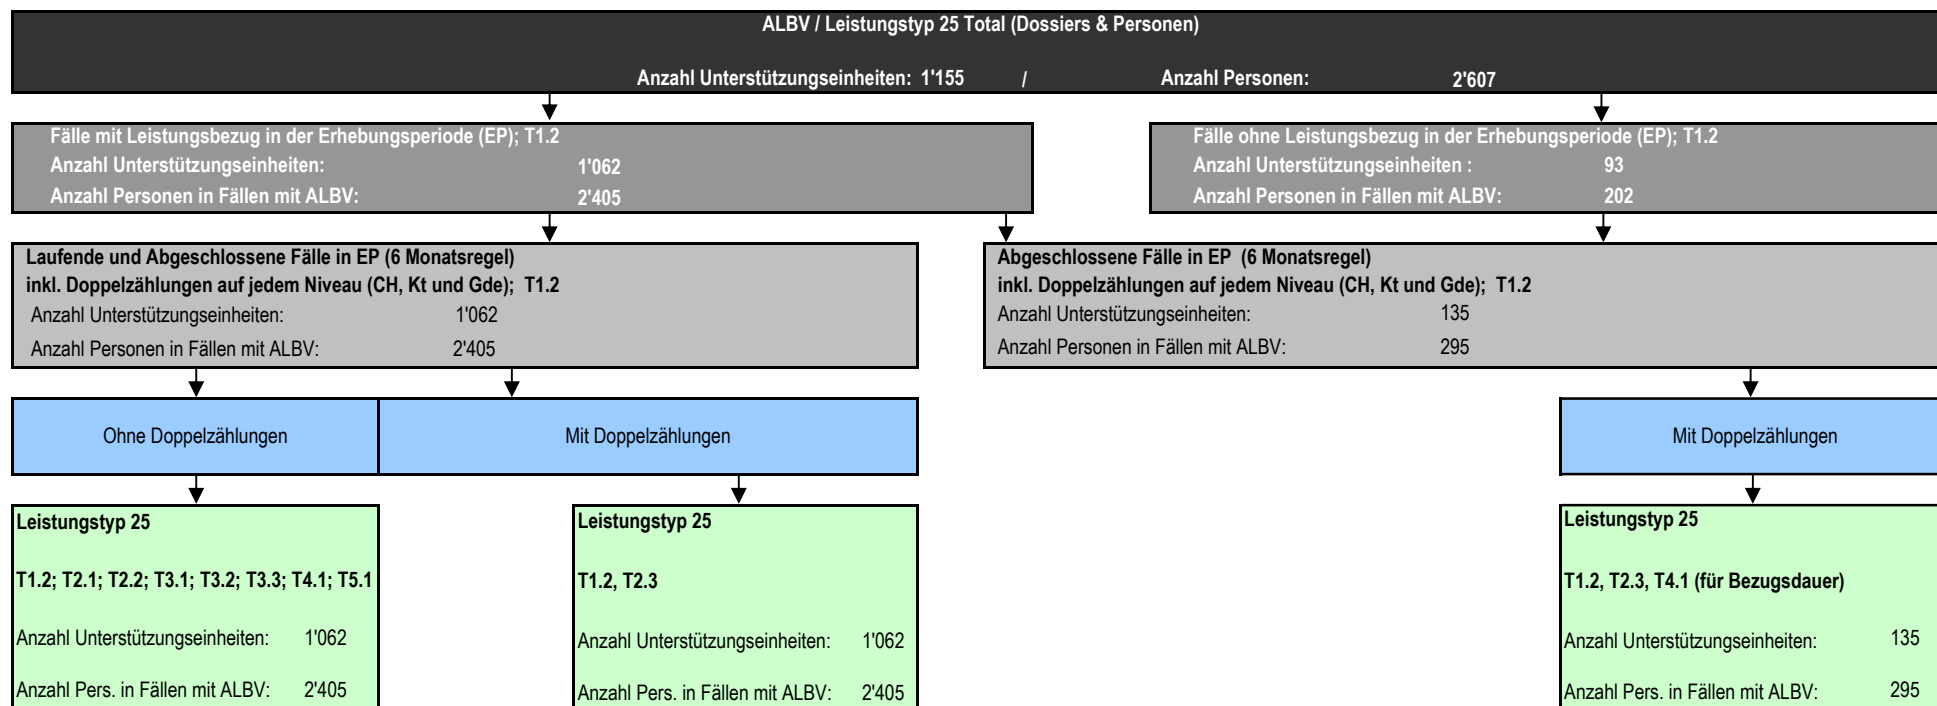 ALBV / Leistungstyp 25 Total (Dossiers & Personen)
Anzahl Unterstützungseinheiten: 1'155 / Anzahl Personen: 2'607
Fälle mit Leistungsbezug in der Erhebungsperiode (EP); T1.2
Anzahl Unterstützungseinheiten: 1'062
Anzahl Personen in Fällen mit ALBV: 2'405
Fälle ohne Leistungsbezug in der Erhebungsperiode (EP); T1.2
Anzahl Unterstützungseinheiten : 93
Anzahl Personen in Fällen mit ALBV: 202
Laufende und Abgeschlossene Fälle in EP (6 Monatsregel)
inkl. Doppelzählungen auf jedem Niveau (CH, Kt und Gde); T1.2
Anzahl Unterstützungseinheiten: 1'062
Anzahl Personen in Fällen mit ALBV: 2'405
Abgeschlossene Fälle in EP (6 Monatsregel)
inkl. Doppelzählungen auf jedem Niveau (CH, Kt und Gde); T1.2
Anzahl Unterstützungseinheiten: 135
Anzahl Personen in Fällen mit ALBV: 295
Ohne Doppelzählungen
Mit Doppelzählungen
Mit Doppelzählungen
Leistungstyp 25
T1.2; T2.1; T2.2; T3.1; T3.2; T3.3; T4.1; T5.1
Anzahl Unterstützungseinheiten: 1'062
Anzahl Pers. in Fällen mit ALBV: 2'405
Leistungstyp 25
T1.2, T2.3
Anzahl Unterstützungseinheiten: 1'062
Anzahl Pers. in Fällen mit ALBV: 2'405
Leistungstyp 25
T1.2, T2.3, T4.1 (für Bezugsdauer)
Anzahl Unterstützungseinheiten: 135
Anzahl Pers. in Fällen mit ALBV: 295